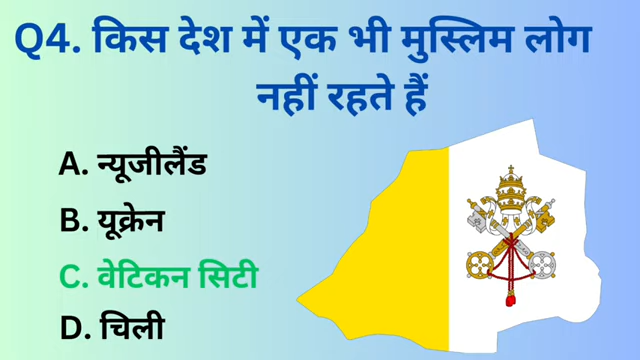 Q4. किस देश में एक भी मुस्लिम लोग
नहीं रहते हैं
A. न्यूजीलैंड
B. यूक्रेन
C. वेटिकन सिटी
D. चिली